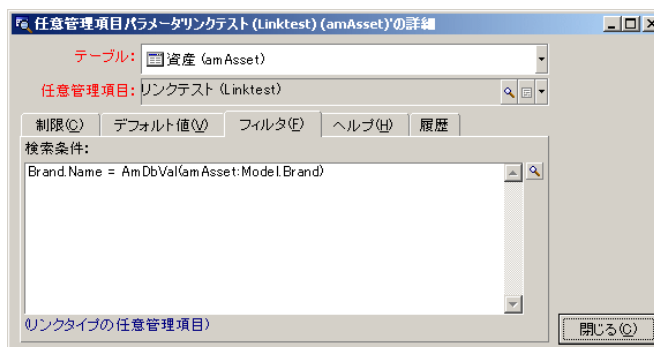 任意管理項目パラメータ'リンクテスト (Linktest) (amAsset)'の詳細
テーブル: 資産 (amAsset)
任意管理項目: リンクテスト (Linktest)
制限(C) デフォルト値(V) フィルタ(F) ヘルプ(H) 履歴
検索条件:
Brand.Name = AmDbVal(amAsset:Model.Brand)
(リンクタイプの任意管理項目)
閉じる(C)